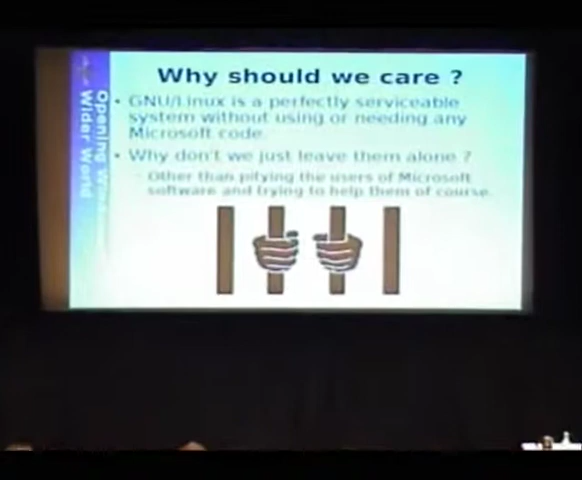 Why should we care ?
• GNU/Linux is a perfectly serviceable
system without using or needing any
Microsoft code.
• Why don't we just leave them alone ?
- Other than pitying the users of Microsoft
software and trying to help them of course.
Opening
Wider World